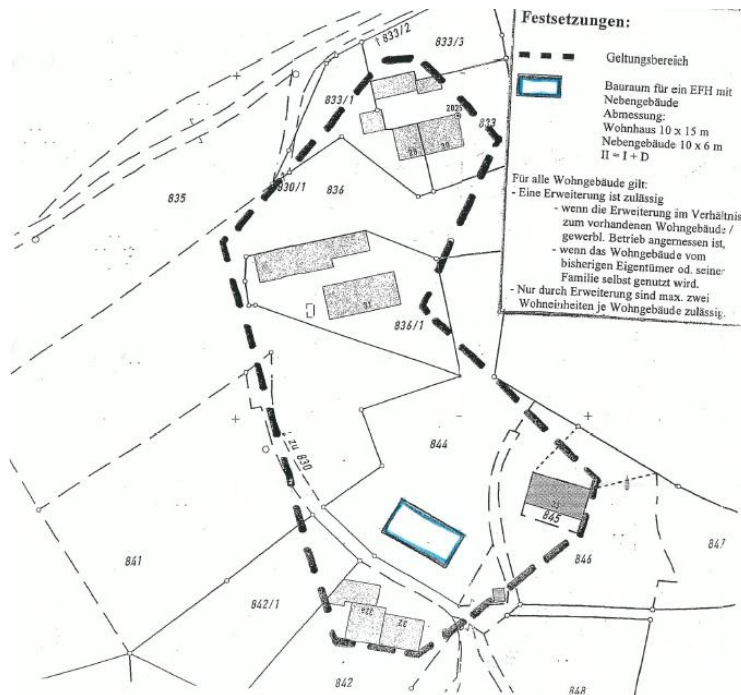 Festsetzungen:
Geltungsbereich
Bauraum für ein EFH mit
Nebengebäude
Abmessung:
Wohnhaus 10 x 15 m
Nebengebäude 10 x 6 m
II = I + D
Für alle Wohngebäude gilt:
- Eine Erweiterung ist zulässig
- wenn die Erweiterung im Verhältnis
zum vorhandenen Wohngebäude /
gewerbl. Betrieb angemessen ist,
- wenn das Wohngebäude vom
bisherigen Eigentümer od. seiner
Familie selbst genutzt wird.
- Nur durch Erweiterung sind max. zwei
Wohneinheiten je Wohngebäude zulässig.
833/2
833/3
833/1
2025
833
830/1
836
835
31
836/1
844
zu 830
845
841
846
847
842/1
32a
32
842
848